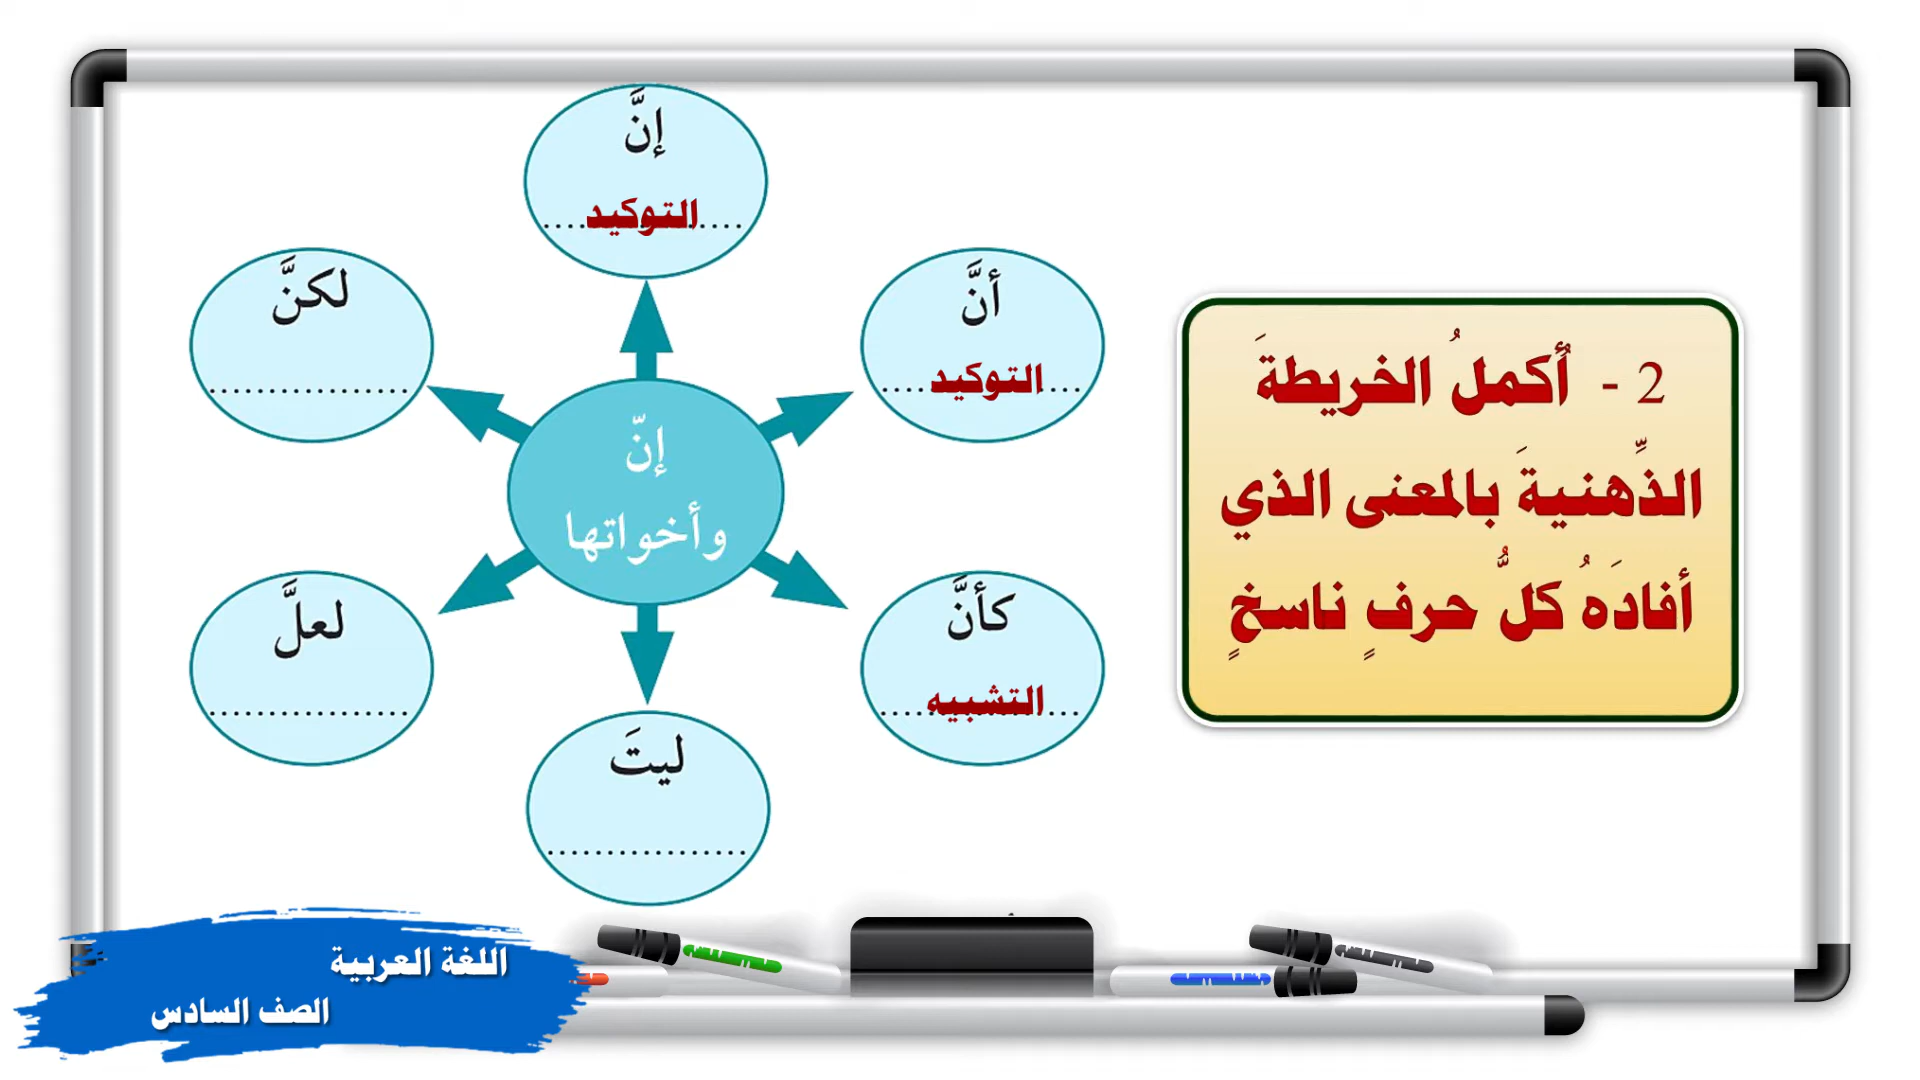 2 - أُكملُ الخريطةَ
الذِّهنيةَ بالمعنى الذي
أفادَهُ كلُّ حرفٍ ناسخٍ
إنَّ
التوكيد
أنَّ
التوكيد
كأنَّ
التشبيه
ليتَ
لعلَّ
لكنَّ
إنّ
وأخواتها
اللغة العربية
الصف السادس